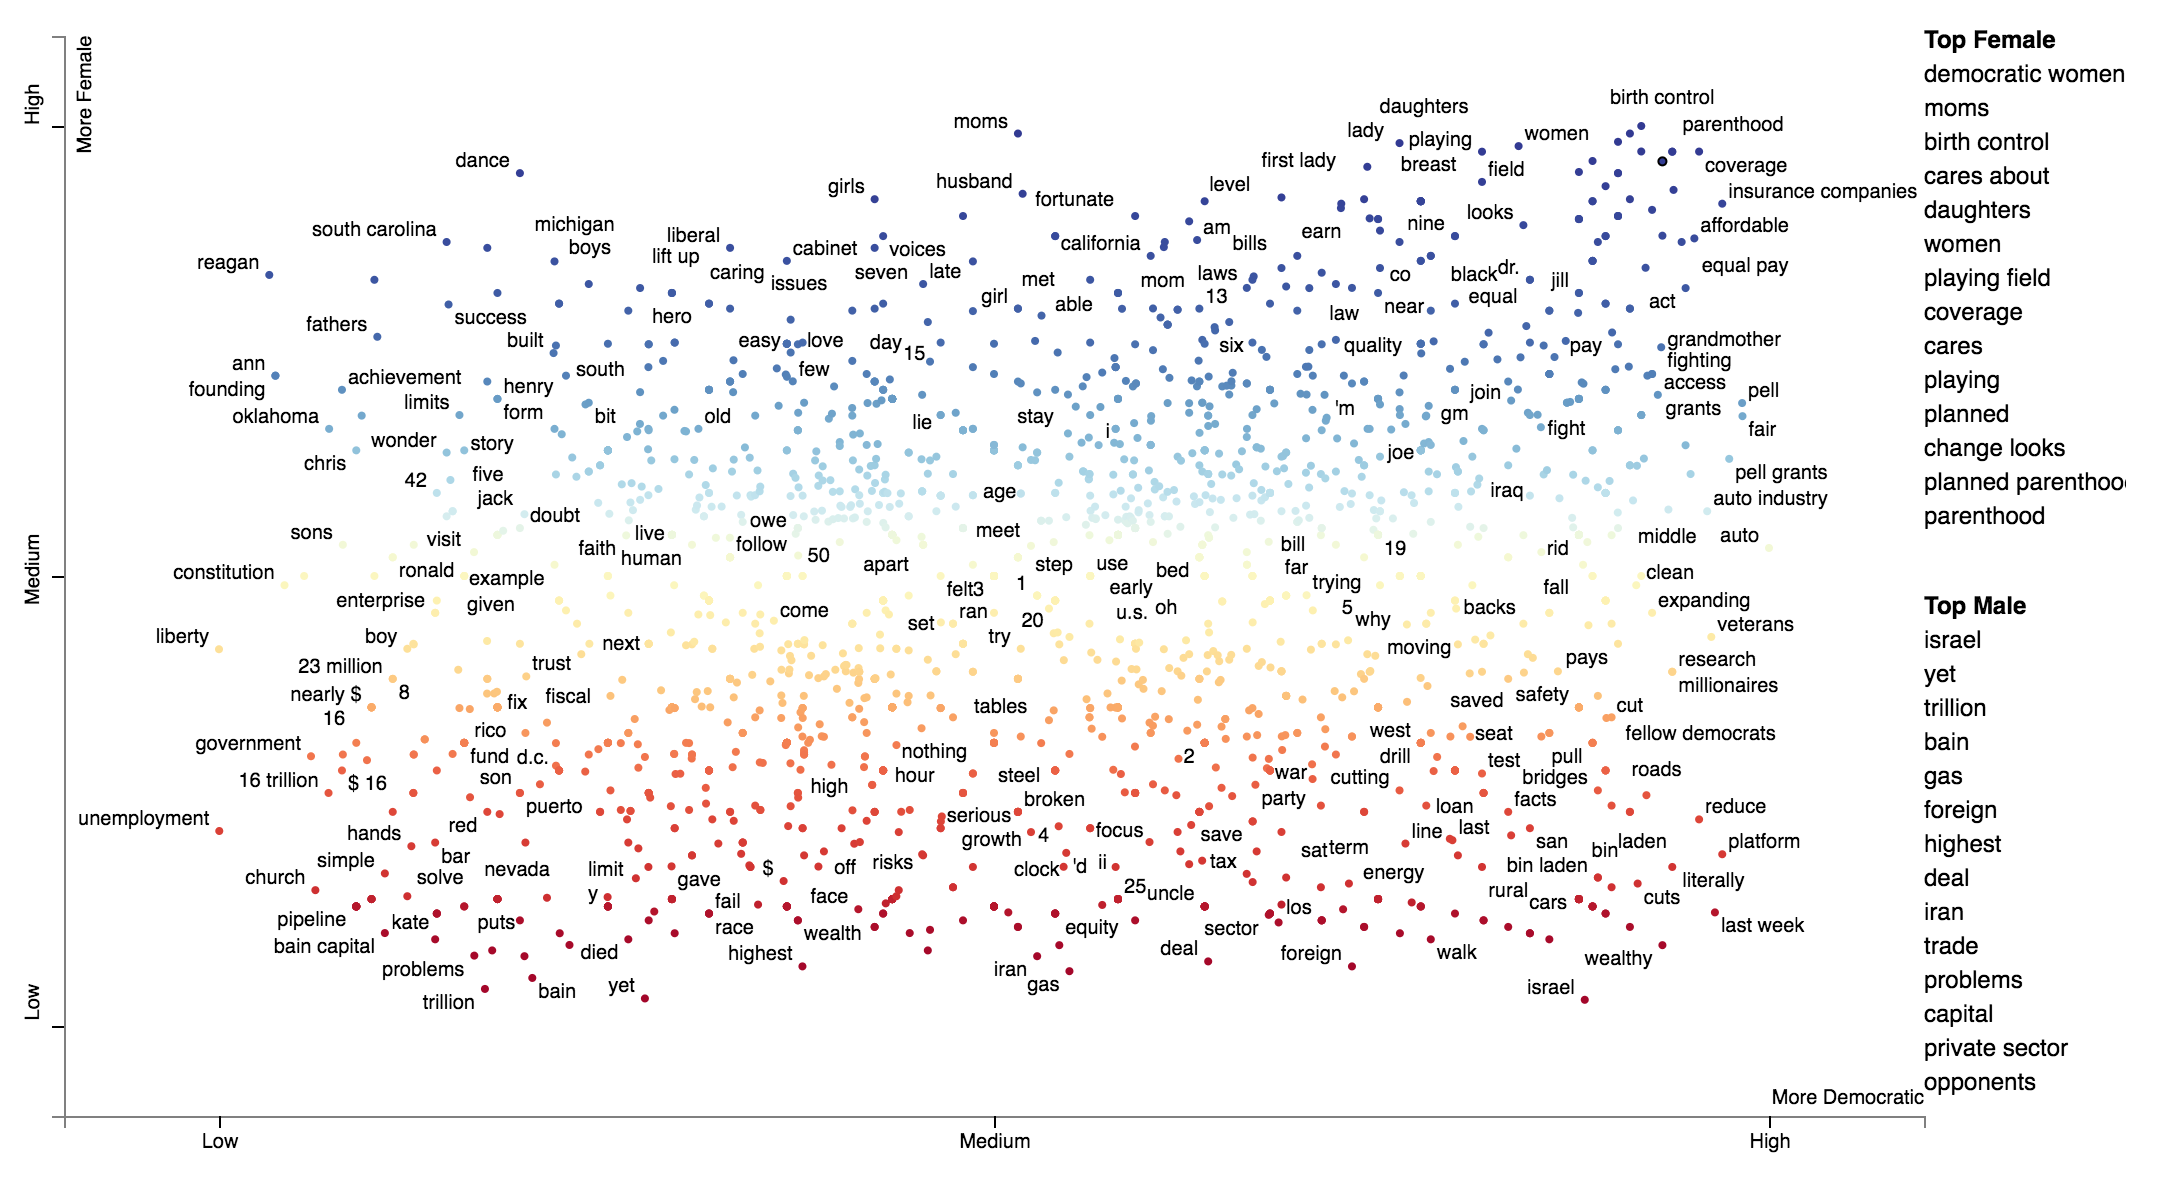 More Female
High
Medium
Low
daughters
birth control
moms
lady
playing
women
parenthood
dance
first lady
breast
field
coverage
girls
husband
fortunate
level
insurance companies
south carolina
michigan
boys
liberal
lift up
cabinet
voices
california
am
bills
earn
nine
looks
affordable
reagan
caring
issues
seven
late
met
mom
laws
13
co
black
dr.
jill
equal pay
girl
able
equal
act
fathers
success
built
hero
easy
love
day
15
six
law
near
quality
pay
grandmother
fighting
ann
founding
achievement
limits
henry
form
south
few
join
access
grants
pell
oklahoma
bit
old
lie
stay
i
'm
gm
fight
fair
chris
wonder
story
42
five
jack
joe
iraq
pell grants
auto industry
age
sons
visit
doubt
live
human
faith
owe
follow
50
apart
meet
step
use
bed
early
bill
far
trying
19
rid
middle
auto
constitution
ronald
example
enterprise
given
felt
3
1
ran
20
u.s.
oh
5
why
backs
fall
clean
expanding
veterans
liberty
boy
next
come
set
try
moving
23 million
trust
nearly $
8
16
fix
fiscal
tables
pays
research
millionaires
saved
safety
cut
government
rico
fund
d.c.
son
nothing
hour
2
west
seat
fellow democrats
16 trillion
$ 16
high
steel
war
cutting
drill
test
pull
bridges
roads
unemployment
puerto
broken
party
loan
facts
reduce
hands
red
serious
growth
4
focus
save
line
last
san
bin
laden
platform
simple
bar
church
solve
nevada
limit
y
gave
$
off
risks
clock
'd
ii
tax
sat
term
energy
bin laden
literally
pipeline
kate
puts
fail
race
face
25
uncle
los
rural
cars
cuts
last week
bain capital
problems
died
highest
wealth
equity
sector
deal
foreign
walk
wealthy
trillion
bain
yet
iran
gas
israel
More Democratic
Low
Medium
High
Top Female
democratic women
moms
birth control
cares about
daughters
women
playing field
coverage
cares
playing
planned
change looks
planned parenthoo
parenthood
Top Male
israel
yet
trillion
bain
gas
foreign
highest
deal
iran
trade
problems
capital
private sector
opponents